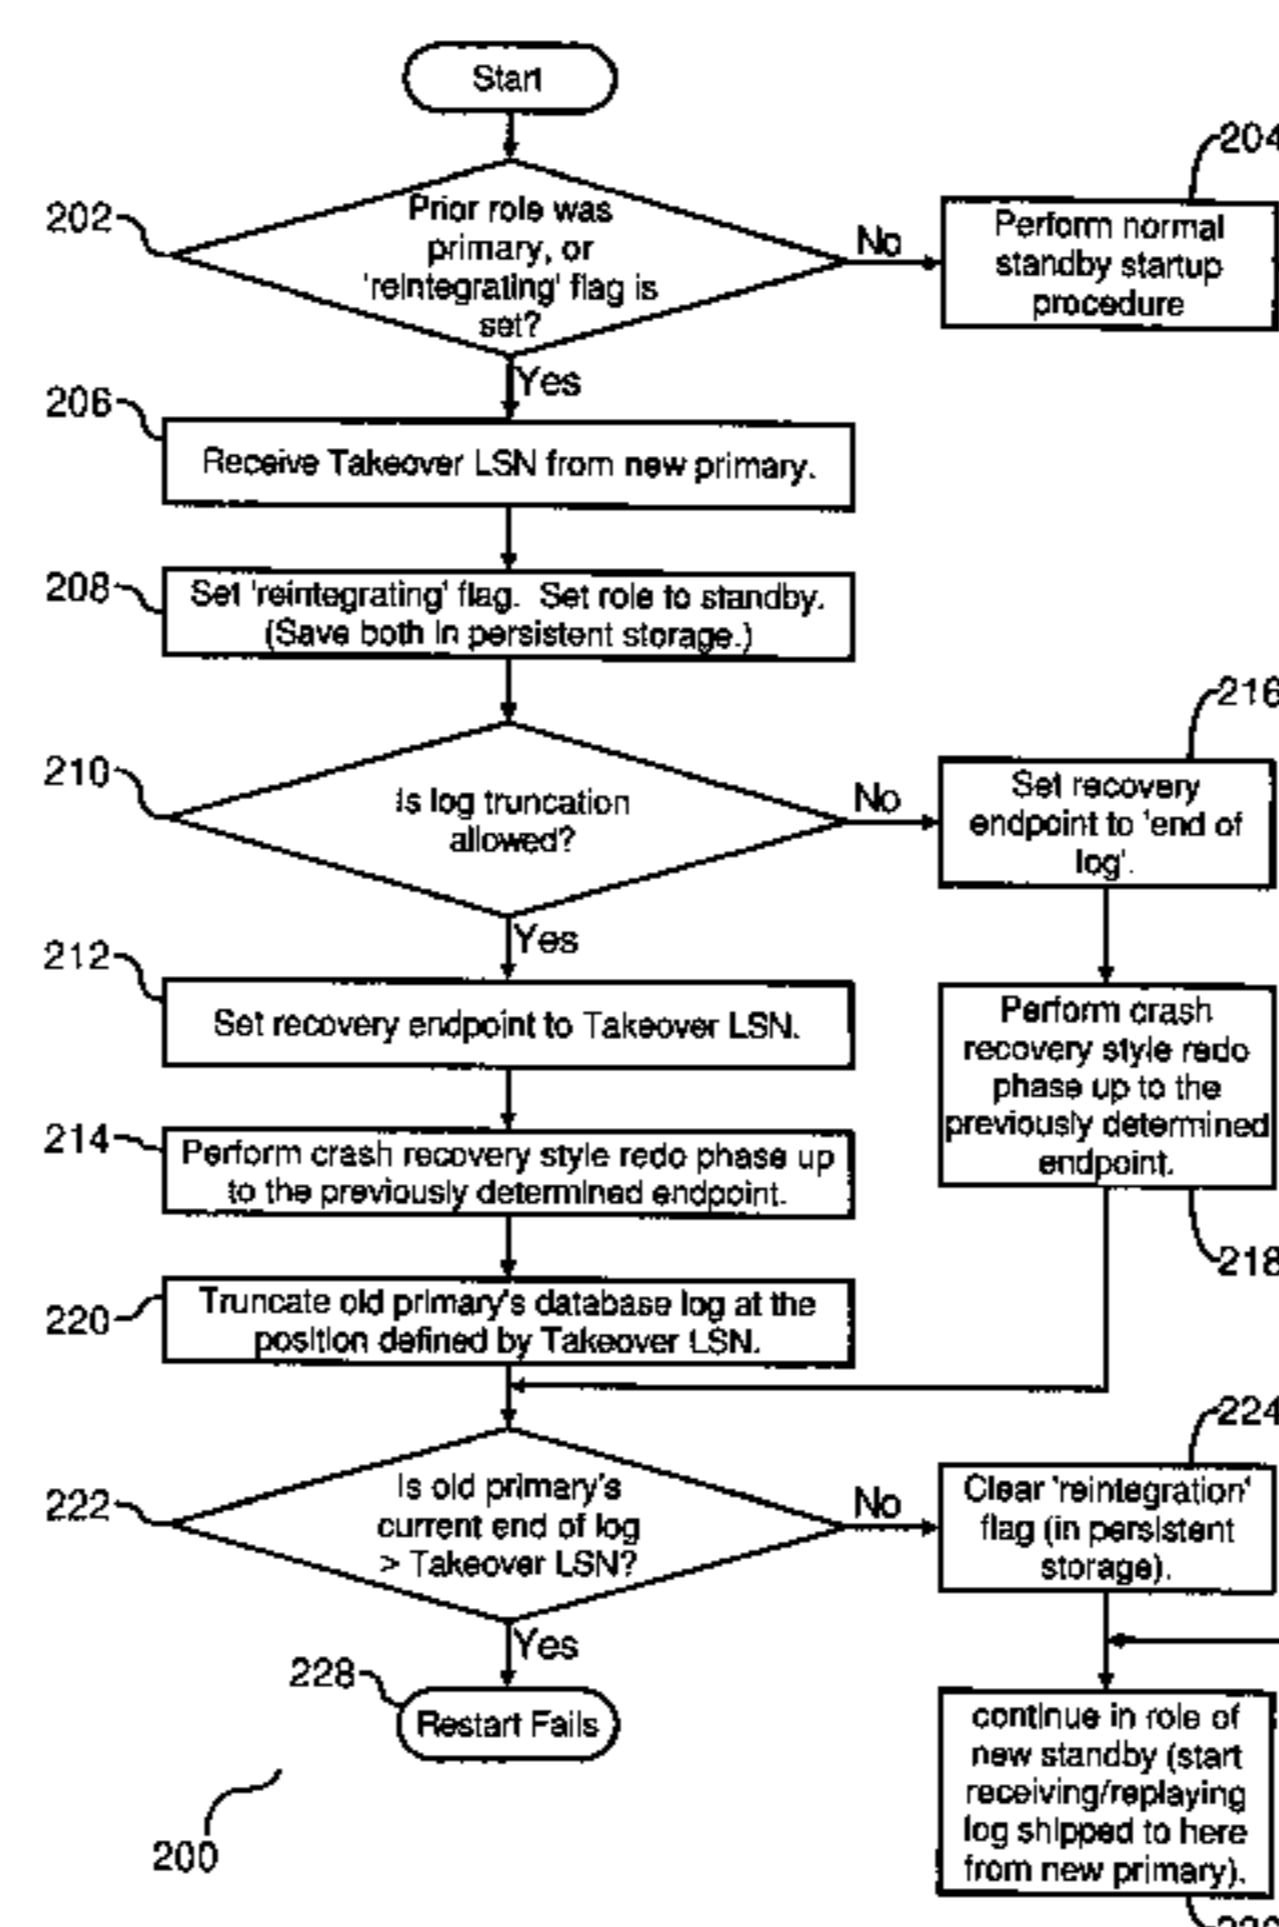 Start
204
202
Prior role was
primary, or
'reintegrating' flag is
set?
No
Perform normal
standby startup
procedure
Yes
206
Receive Takeover LSN from new primary.
208
Set 'reintegrating' flag. Set role to standby.
(Save both in persistent storage.)
216
210
Is log truncation
allowed?
No
Set recovery
endpoint to 'end of
log'.
Yes
212
Set recovery endpoint to Takeover LSN.
Perform crash
recovery style redo
phase up to the
previously determined
endpoint.
214
Perform crash recovery style redo phase up
to the previously determined endpoint.
218
220
Truncate old primary's database log at the
position defined by Takeover LSN.
224
222
Is old primary's
current end of log
> Takeover LSN?
No
Clear 'reintegration'
flag (in persistent
storage).
Yes
228
Restart Fails
continue in role of
new standby (start
receiving/replaying
log shipped to here
from new primary).
200